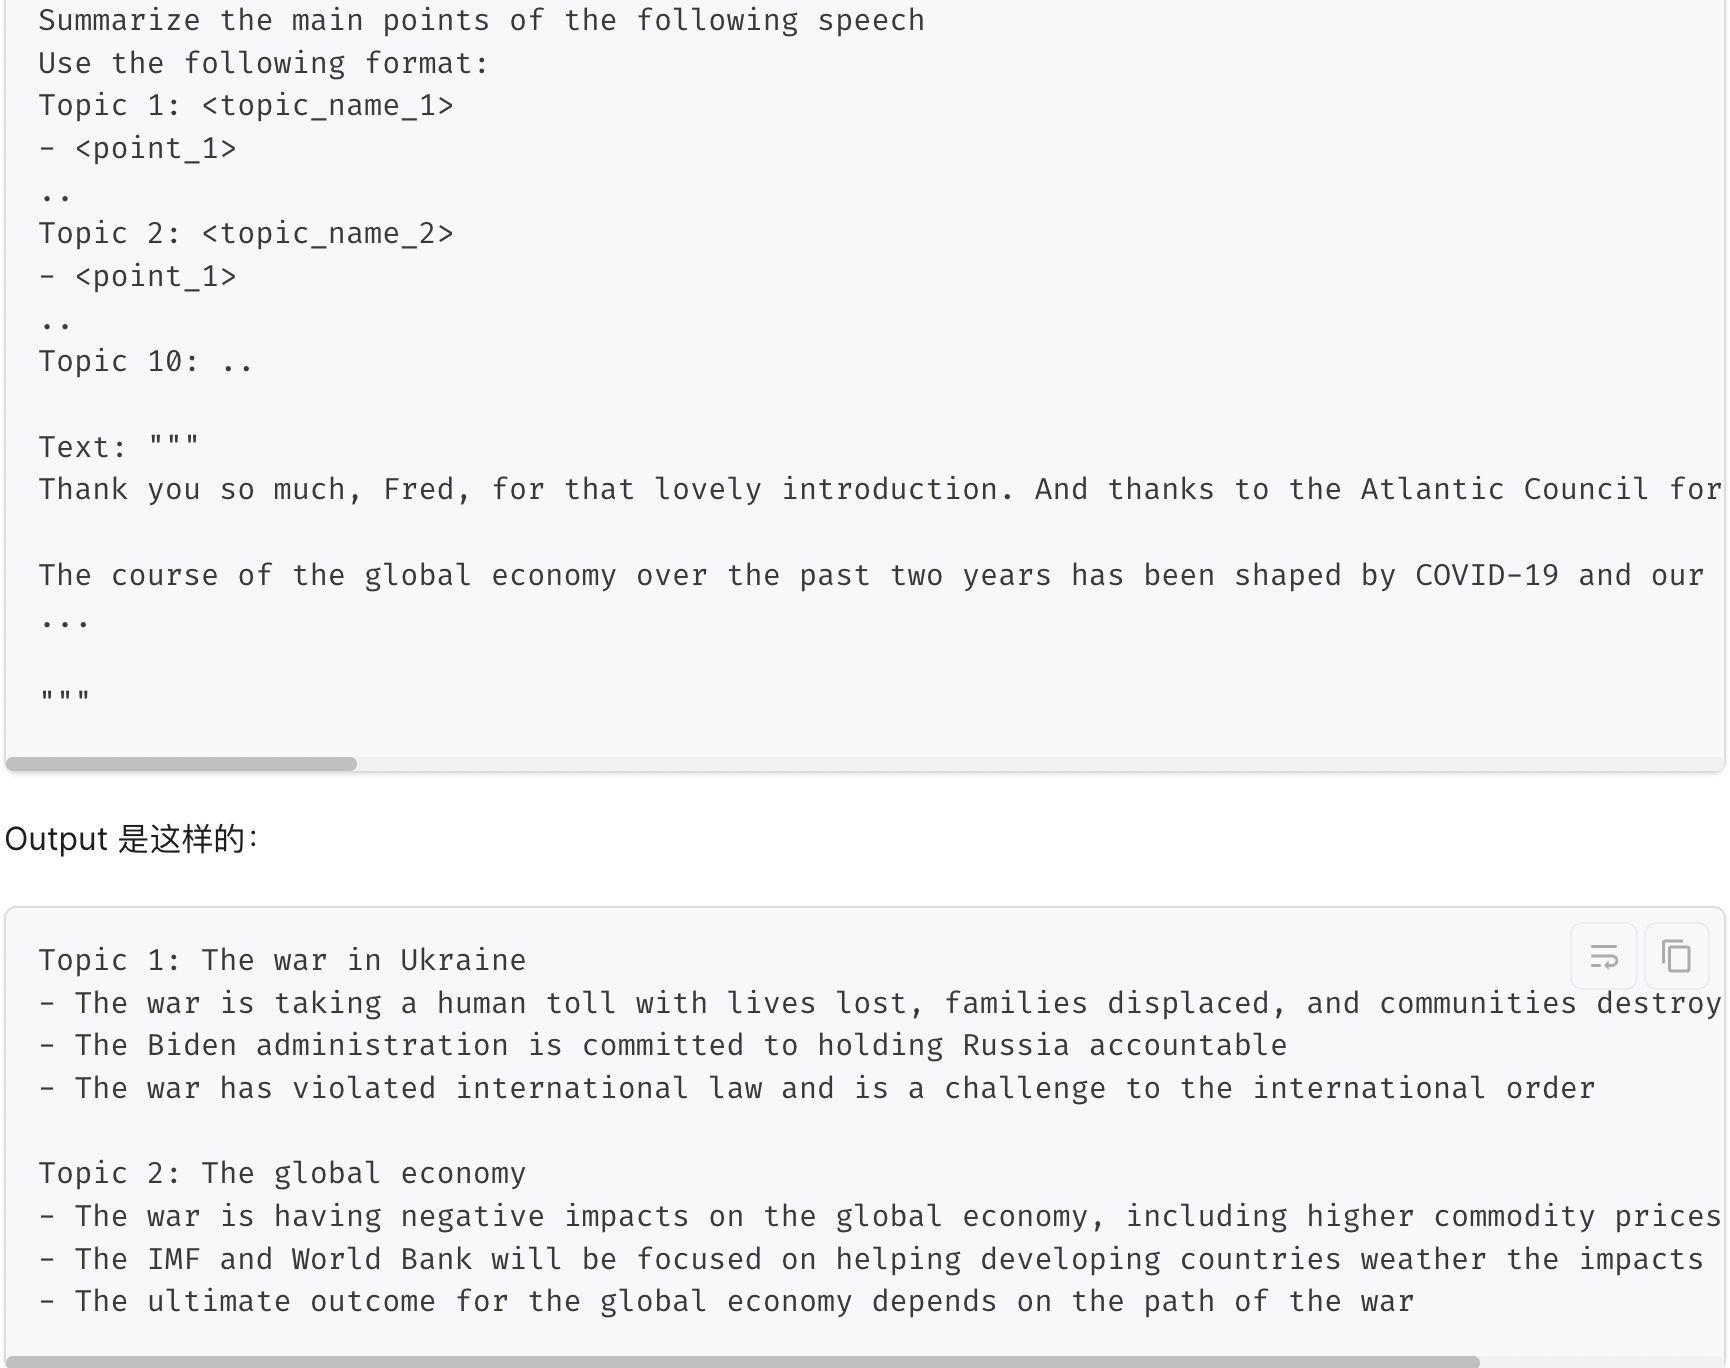 Summarize the main points of the following speech
Use the following format:
Topic 1: <topic_name_1>
- <point_1>
..
Topic 2: <topic_name_2>
- <point_1>
..
Topic 10: ..
Text: """
Thank you so much, Fred, for that lovely introduction. And thanks to the Atlantic Council for
The course of the global economy over the past two years has been shaped by COVID-19 and our
...
"""
Output 是这样的：
Topic 1: The war in Ukraine
- The war is taking a human toll with lives lost, families displaced, and communities destroy
- The Biden administration is committed to holding Russia accountable
- The war has violated international law and is a challenge to the international order
Topic 2: The global economy
- The war is having negative impacts on the global economy, including higher commodity prices
- The IMF and World Bank will be focused on helping developing countries weather the impacts
- The ultimate outcome for the global economy depends on the path of the war